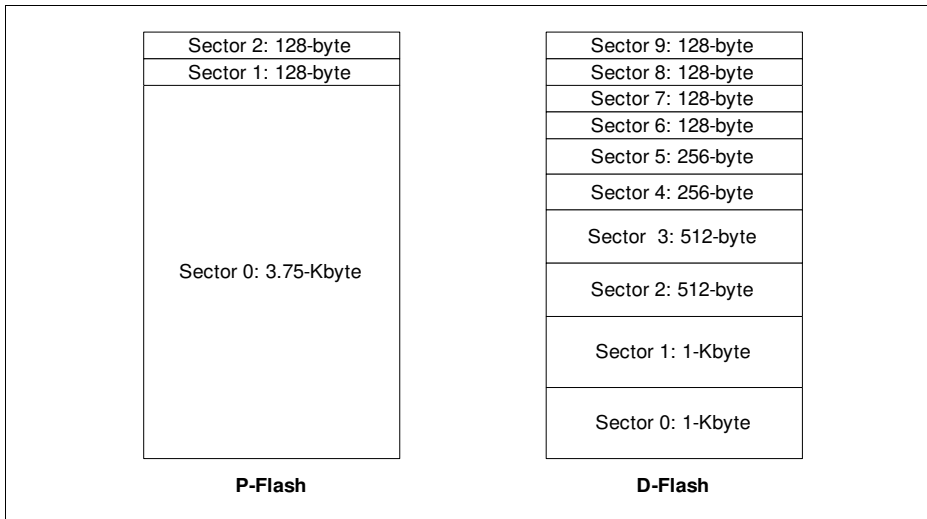 Sector 2: 128-byte
Sector 1: 128-byte
Sector 0: 3.75-Kbyte
P-Flash
Sector 9: 128-byte
Sector 8: 128-byte
Sector 7: 128-byte
Sector 6: 128-byte
Sector 5: 256-byte
Sector 4: 256-byte
Sector 3: 512-byte
Sector 2: 512-byte
Sector 1: 1-Kbyte
Sector 0: 1-Kbyte
D-Flash